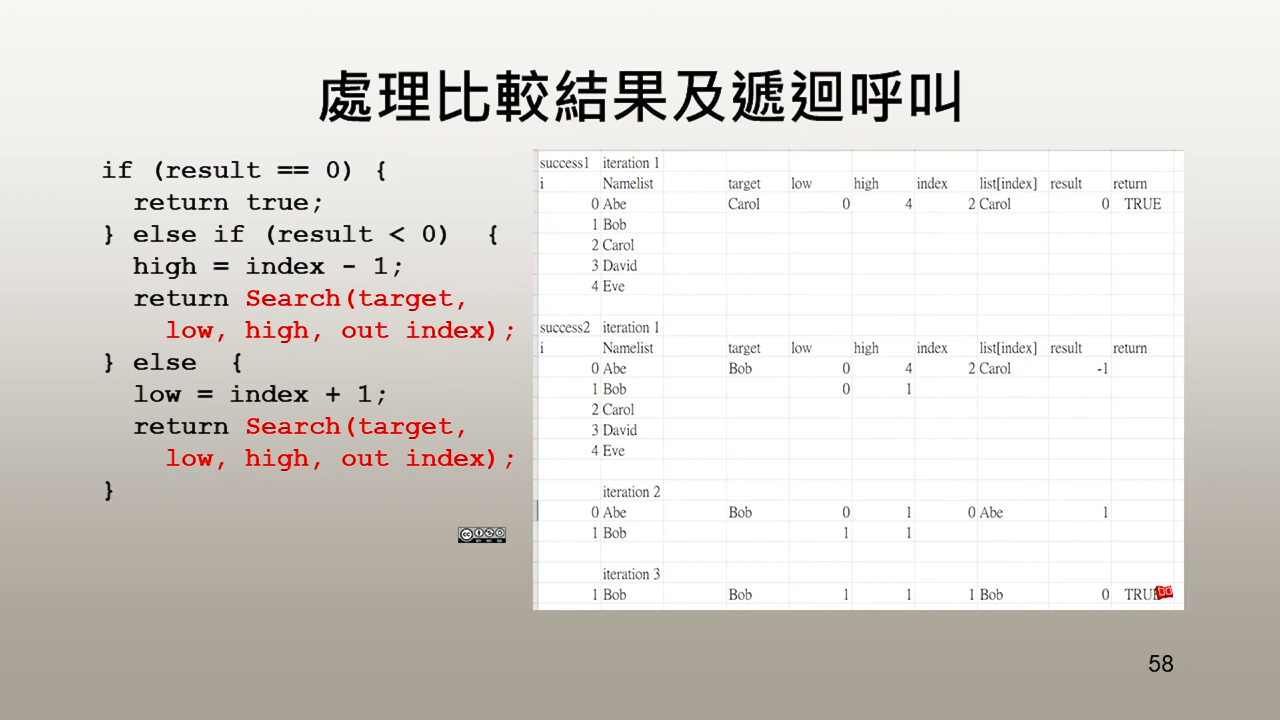 處理比較結果及遞迴呼叫
if (result == 0) {
return true;
} else if (result < 0) {
high = index - 1;
return Search(target,
low, high, out index);
} else {
low = index + 1;
return Search(target,
low, high, out index);
}
success1 iteration 1
i Namelist target low high index list[index] result return
0 Abe Carol 0 4 2 Carol 0 TRUE
1 Bob
2 Carol
3 David
4 Eve
success2 iteration 1
i Namelist target low high index list[index] result return
0 Abe Bob 0 4 2 Carol -1
1 Bob 0 1
2 Carol
3 David
4 Eve
iteration 2
0 Abe Bob 0 1 0 Abe 1
1 Bob 1 1
iteration 3
1 Bob Bob 1 1 1 Bob 0
58